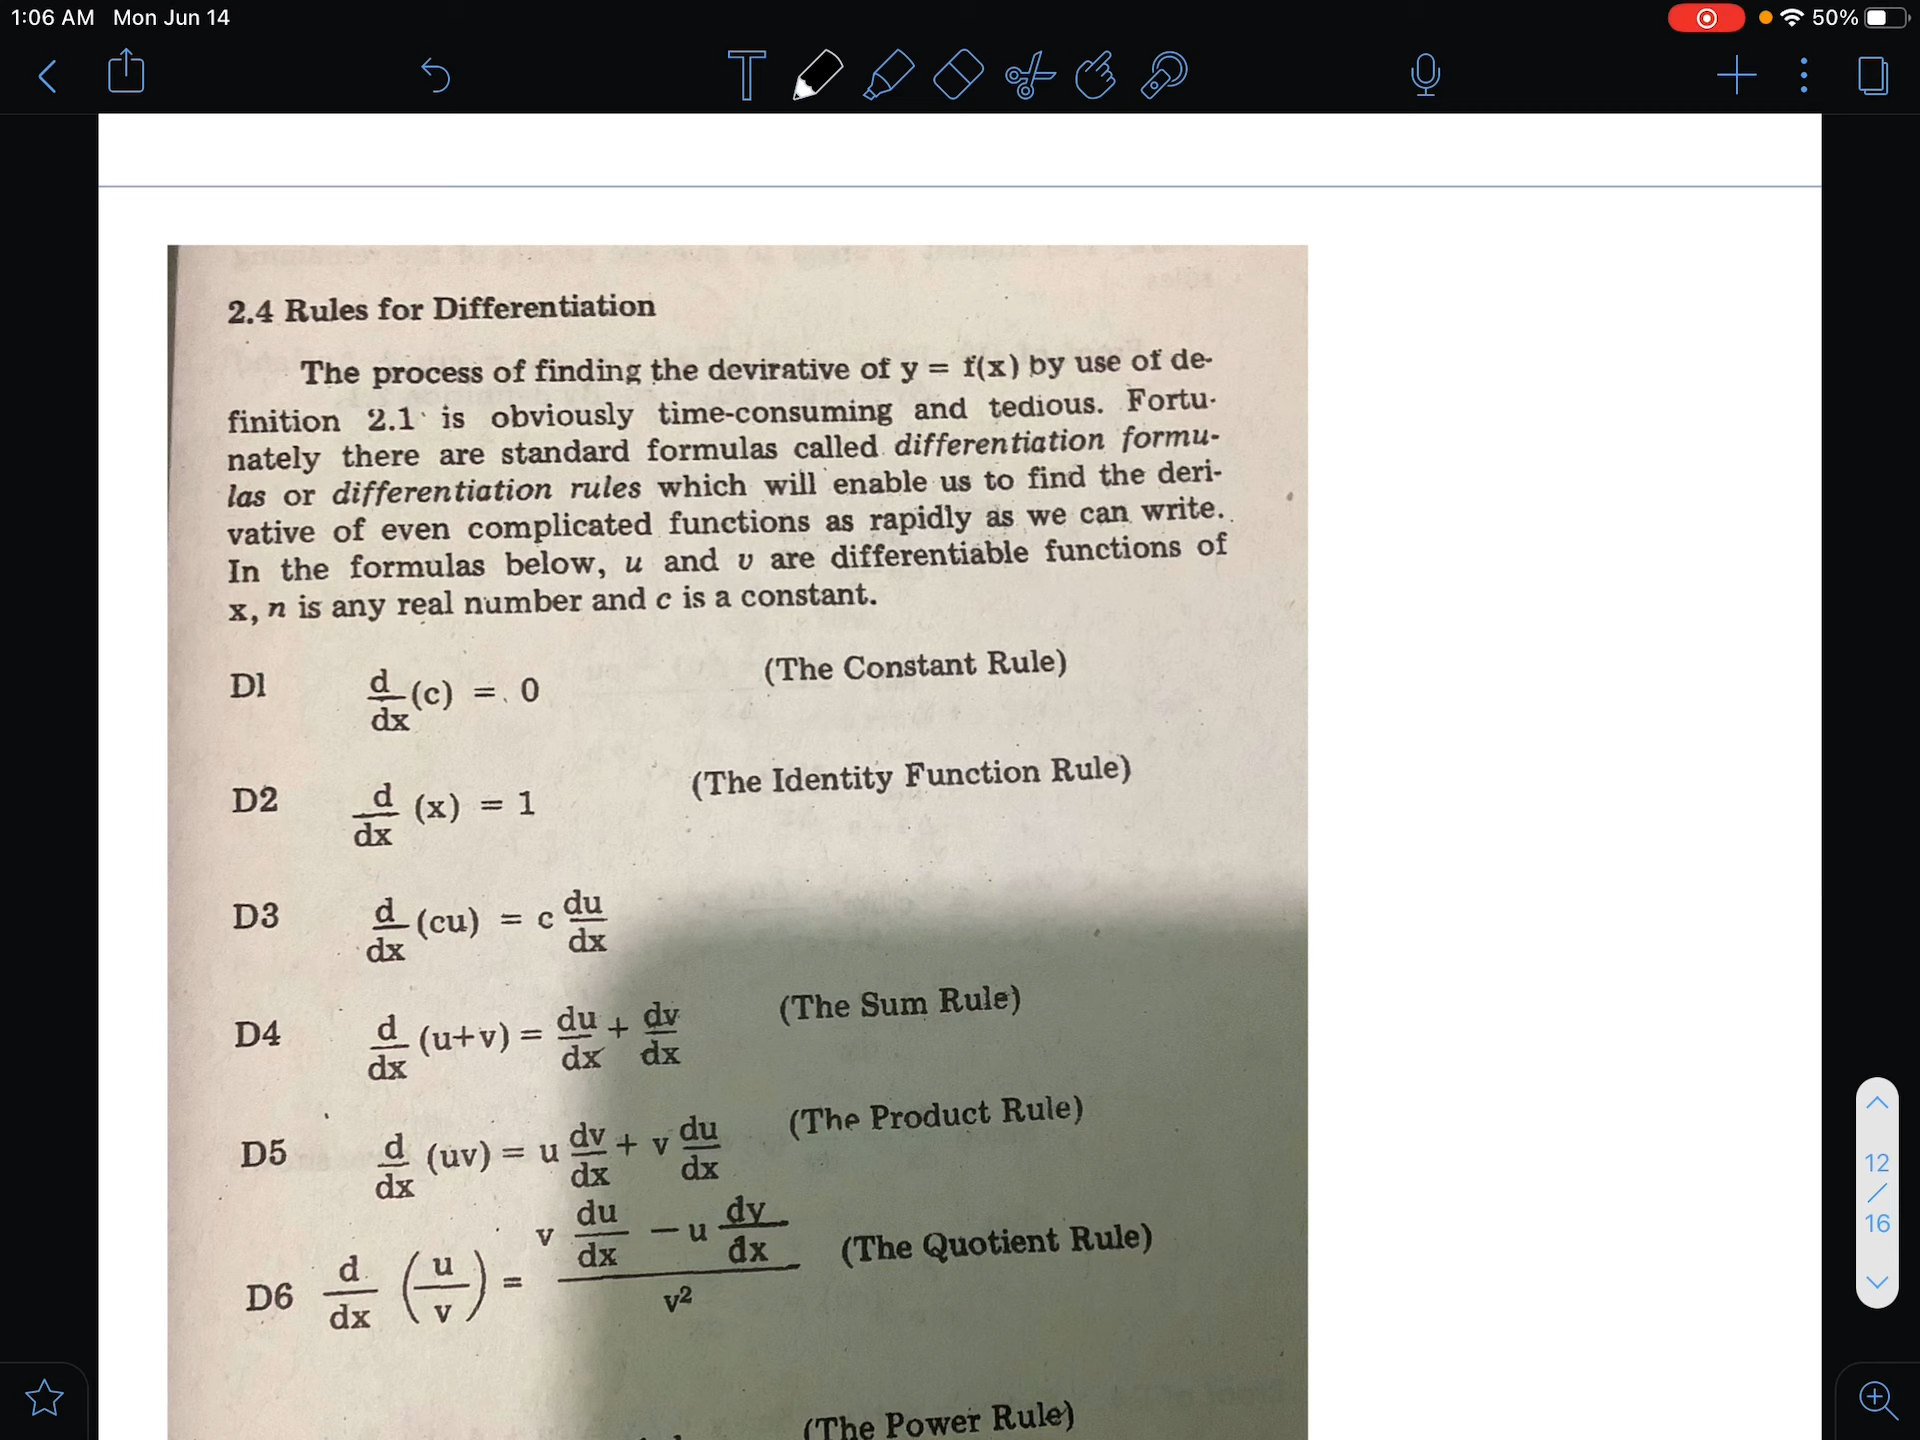 1:06 AM Mon Jun 14
50%
T
2.4 Rules for Differentiation
The process of finding the devirative of y = f(x) by use of de-
finition 2.1 is obviously time-consuming and tedious. Fortu-
nately there are standard formulas called differentiation formu-
las or differentiation rules which will enable us to find the deri-
vative of even complicated functions as rapidly as we can write.
In the formulas below, u and v are differentiable functions of
x, n is any real number and c is a constant.
D1 d/dx (c) = 0 (The Constant Rule)
D2 d/dx (x) = 1 (The Identity Function Rule)
D3 d/dx (cu) = c du/dx
D4 d/dx (u+v) = du/dx + dv/dx (The Sum Rule)
D5 d/dx (uv) = u dv/dx + v du/dx (The Product Rule)
D6 d/dx (u/v) = (v du/dx − u dv/dx) / v² (The Quotient Rule)
(The Power Rule)
12
/
16